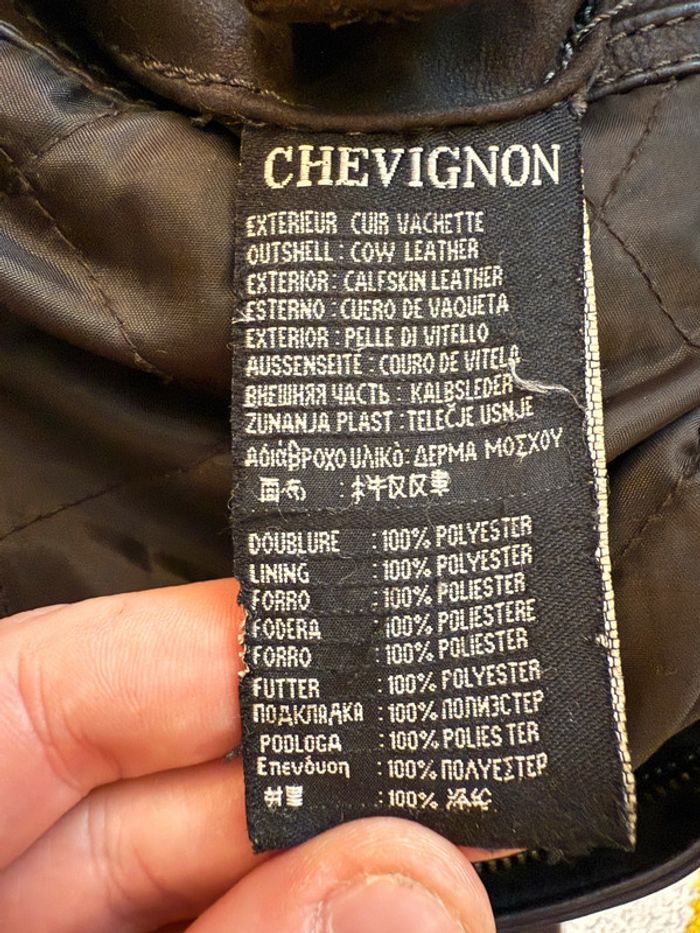 CHEVIGNON
EXTERIEUR CUIR VACHETTE
OUTSHELL : COW LEATHER
EXTERIOR : CALFSKIN LEATHER
ESTERNO : CUERO DE VAQUETA
EXTERIOR : PELLE DI VITELLO
AUSSENSEITE : COURO DE VITELA
ВНЕШНЯЯ ЧАСТЬ : KALBSLEDER
ZUNANJA PLAST : TELEČJE USNJE
Αδιάβροχο υλικό : ΔΕΡΜΑ ΜΟΣΧΟΥ
DOUBLURE : 100% POLYESTER
LINING : 100% POLYESTER
FORRO : 100% POLIESTER
FODERA : 100% POLIESTERE
FORRO : 100% POLIESTER
FUTTER : 100% POLYESTER
ПОДКЛАДКА : 100% ПОЛИЭСТЕР
PODLOGA : 100% POLIESTER
Επενδυση : 100% ΠΟΛΥΕΣΤΕΡ
: 100%